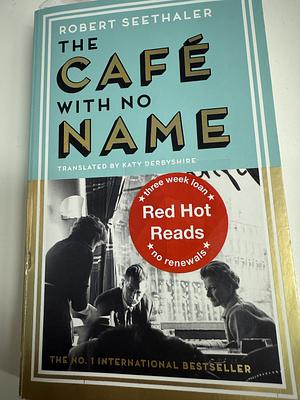 ROBERT SEETHALER
THE
CAFÉ
WITH NO
NAME
TRANSLATED BY KATY DERBYSHIRE
three week loan
Red Hot
Reads
no renewals
THE NO. 1 INTERNATIONAL BESTSELLER